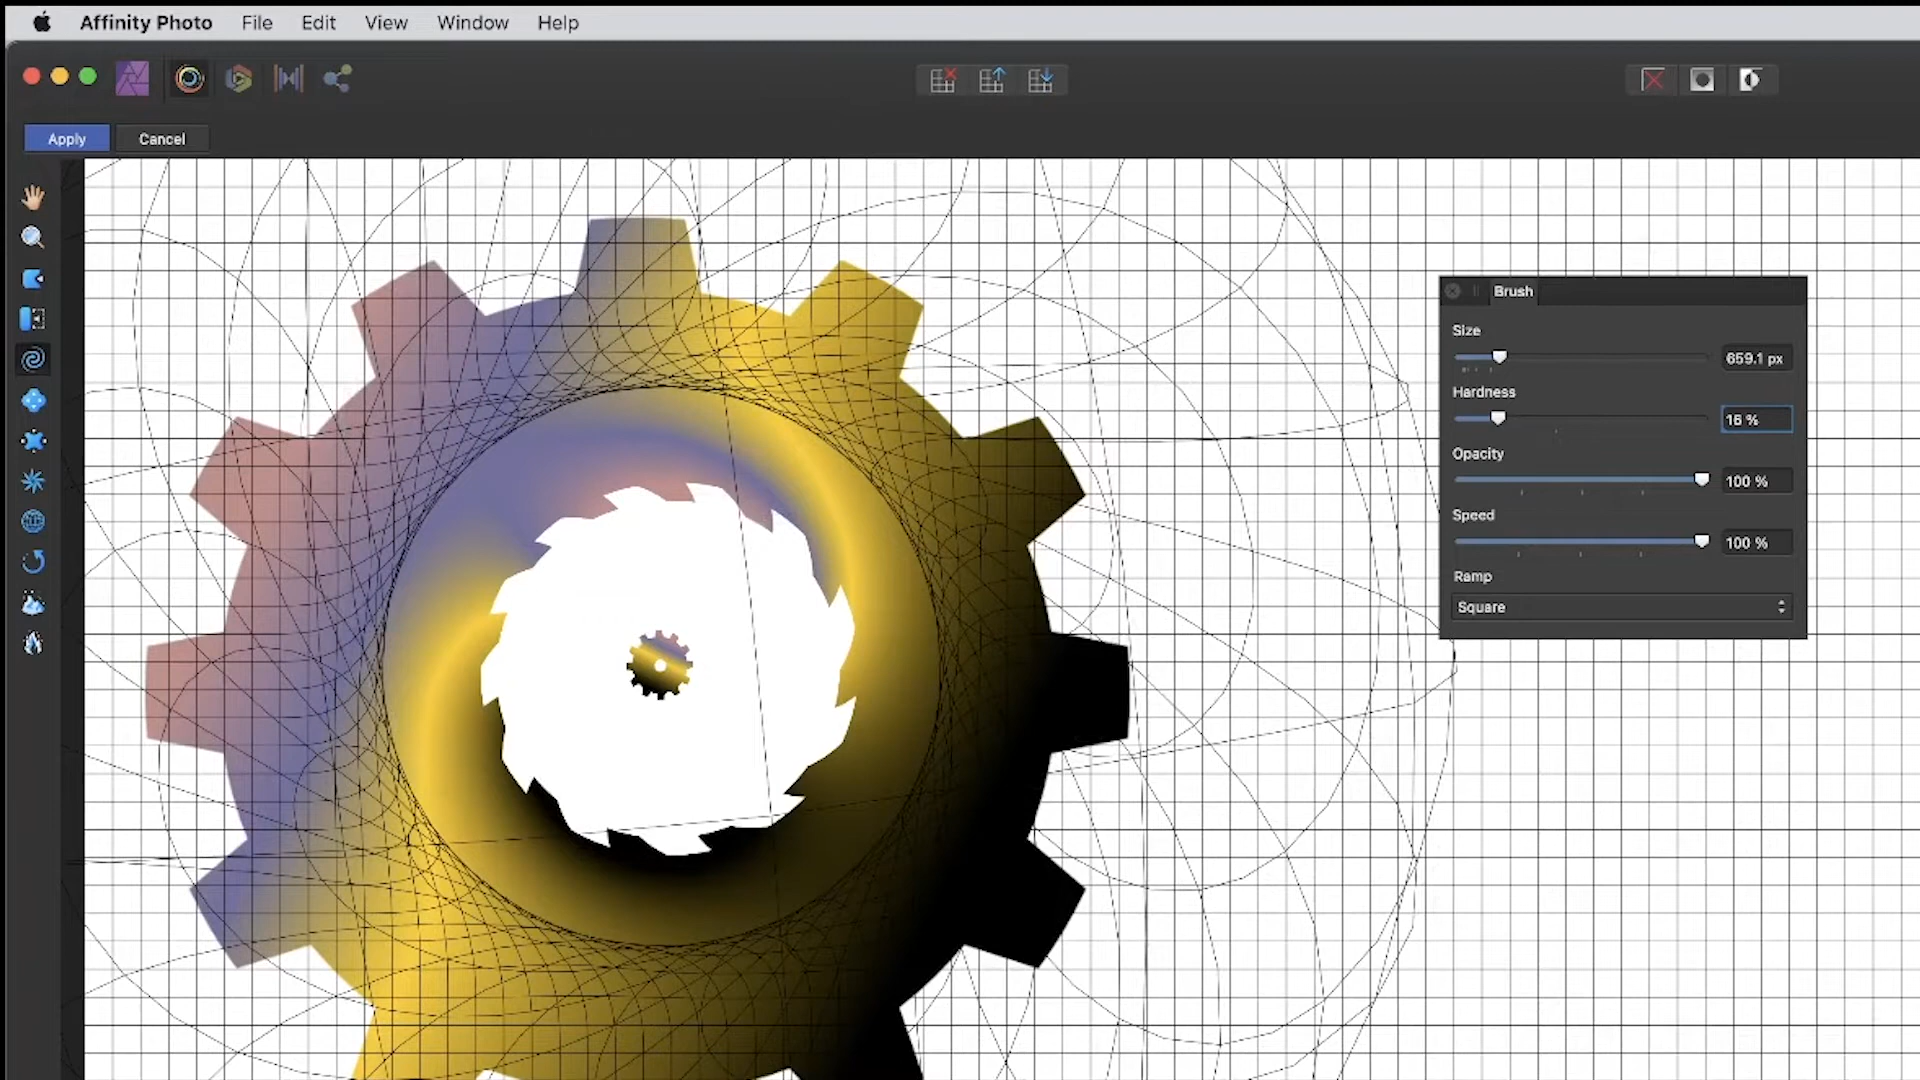 Affinity Photo File Edit View Window Help
Apply Cancel
Brush
Size
659.1 px
Hardness
16 %
Opacity
100 %
Speed
100 %
Ramp
Square